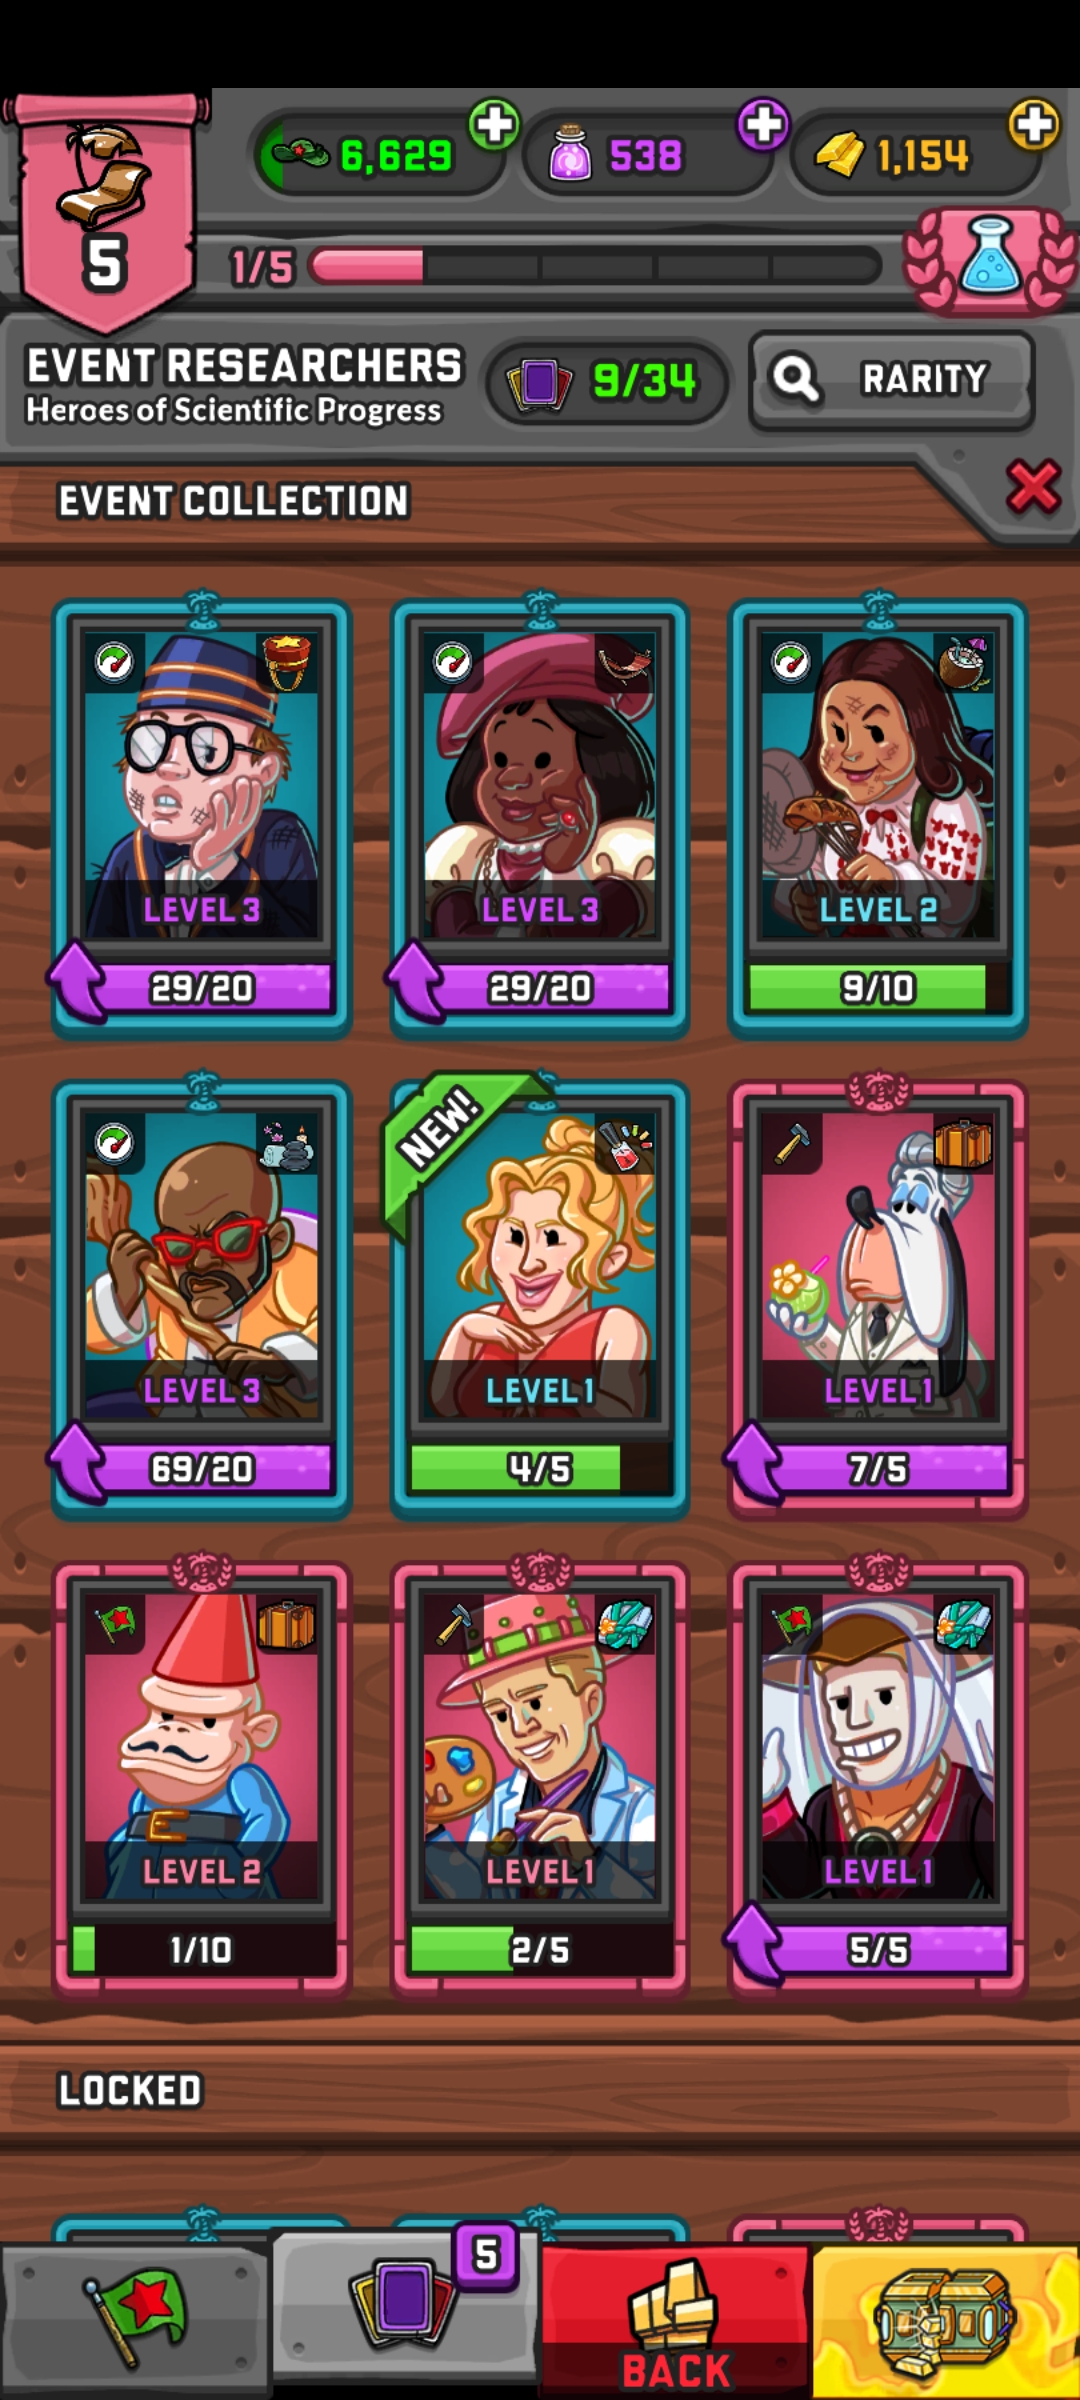 6,629
538
1,154
5
1/5
EVENT RESEARCHERS
Heroes of Scientific Progress
9/34
RARITY
EVENT COLLECTION
LEVEL 3
LEVEL 3
LEVEL 2
29/20
29/20
9/10
NEW!
LEVEL 3
LEVEL 1
LEVEL 1
69/20
4/5
7/5
LEVEL 2
LEVEL 1
LEVEL 1
1/10
2/5
5/5
LOCKED
5
BACK